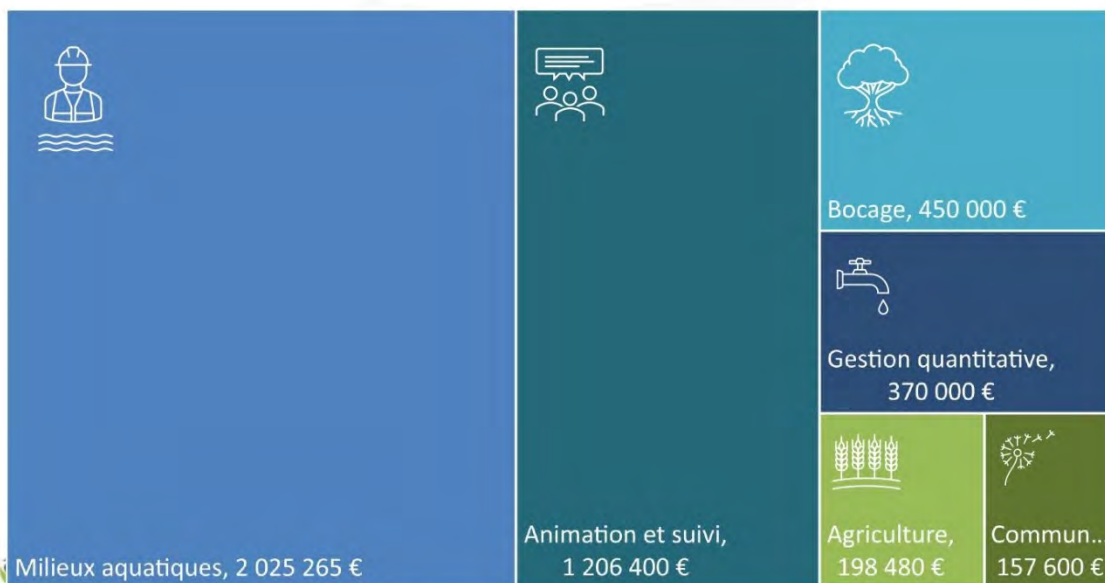 Milieux aquatiques, 2 025 265 €
Animation et suivi,
1 206 400 €
Bocage, 450 000 €
Gestion quantitative,
370 000 €
Agriculture,
198 480 €
Commun...
157 600 €